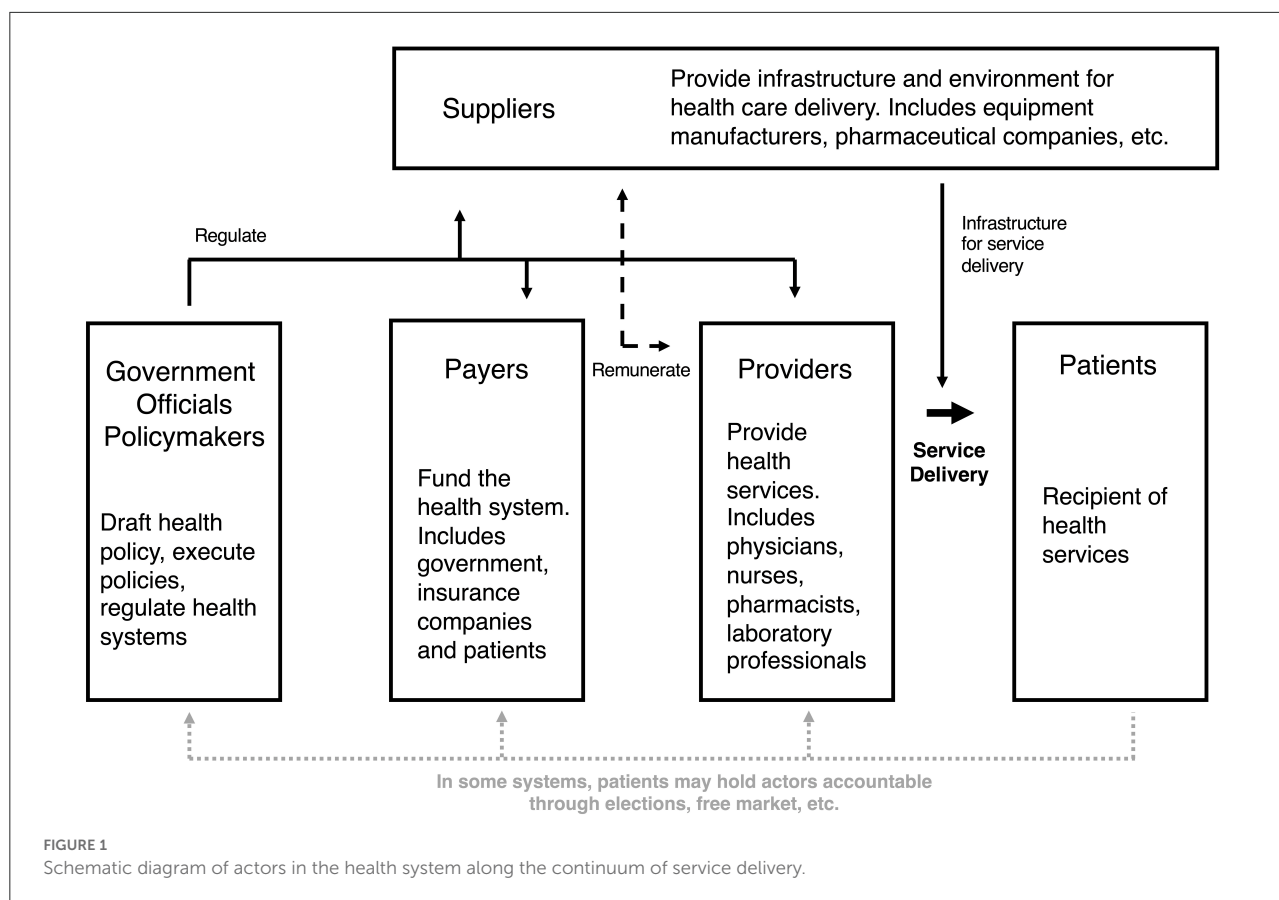 Suppliers
Provide infrastructure and environment for
health care delivery. Includes equipment
manufacturers, pharmaceutical companies, etc.
Regulate
Infrastructure
for service
delivery
Government
Officials
Policymakers
Draft health
policy, execute
policies,
regulate health
systems
Payers
Fund the
health system.
Includes
government,
insurance
companies
and patients
Remunerate
Providers
Provide
health
services.
Includes
physicians,
nurses,
pharmacists,
laboratory
professionals
Service
Delivery
Patients
Recipient of
health
services
In some systems, patients may hold actors accountable
through elections, free market, etc.
FIGURE 1
Schematic diagram of actors in the health system along the continuum of service delivery.